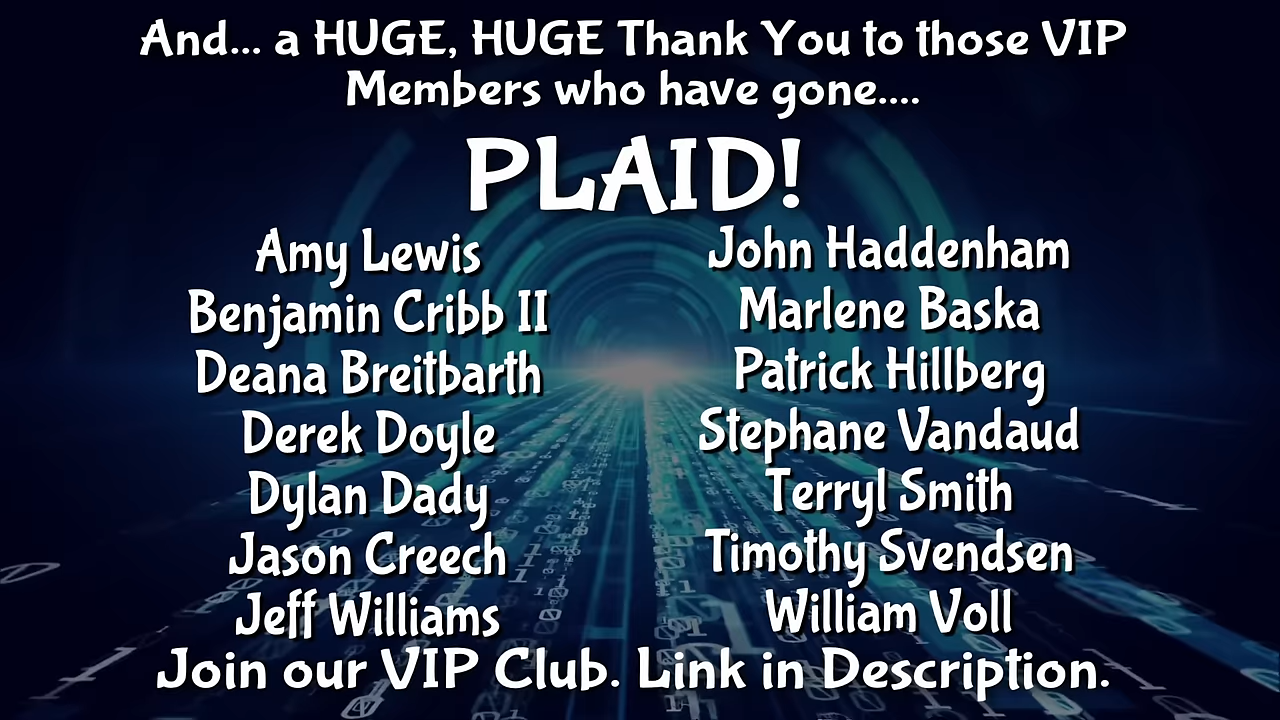 And... a HUGE, HUGE Thank You to those VIP
Members who have gone....
PLAID!
Amy Lewis
Benjamin Cribb II
Deana Breitbarth
Derek Doyle
Dylan Dady
Jason Creech
Jeff Williams
John Haddenham
Marlene Baska
Patrick Hillberg
Stephane Vandaud
Terryl Smith
Timothy Svendsen
William Voll
Join our VIP Club. Link in Description.